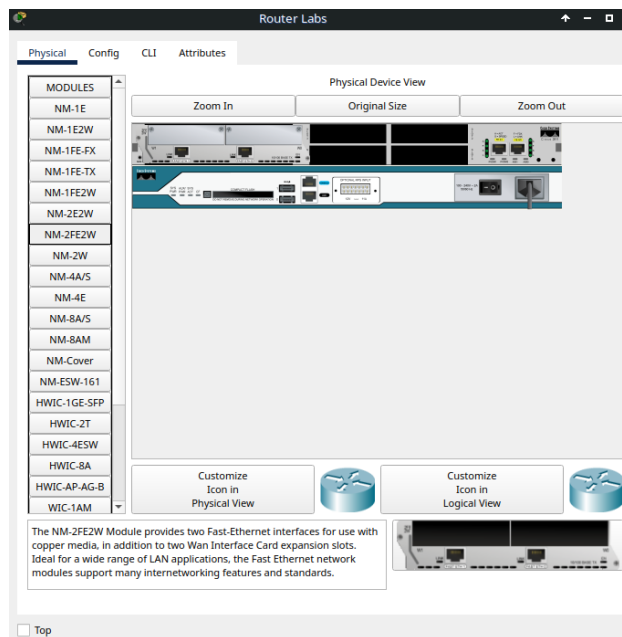 Router Labs
Physical
Config
CLI
Attributes
MODULES
NM-1E
NM-1E2W
NM-1FE-FX
NM-1FE-TX
NM-1FE2W
NM-2E2W
NM-2FE2W
NM-2W
NM-4A/S
NM-4E
NM-8A/S
NM-8AM
NM-Cover
NM-ESW-161
HWIC-1GE-SFP
HWIC-2T
HWIC-4ESW
HWIC-8A
HWIC-AP-AG-B
WIC-1AM
Physical Device View
Zoom In
Original Size
Zoom Out
Customize
Icon in
Physical View
Customize
Icon in
Logical View
The NM-2FE2W Module provides two Fast-Ethernet interfaces for use with
copper media, in addition to two Wan Interface Card expansion slots.
Ideal for a wide range of LAN applications, the Fast Ethernet network
modules support many internetworking features and standards.
Top